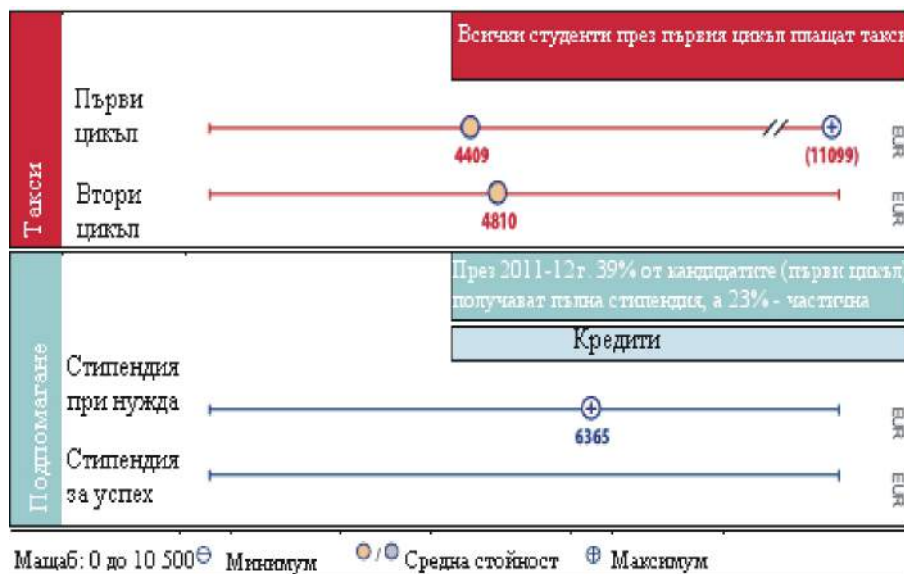 Всички студенти през първия цикъл плащат такси
Такси
Първи
цикъл
4409
(11099)
EUR
Втори
цикъл
4810
EUR
През 2011-12г. 39% от кандидатите (първи цикъл)
получават пълна стипендия, а 23% - частична
Кредити
Подпомагане
Стипендия
при нужда
6365
EUR
Стипендия
за успех
EUR
Мащаб: 0 до 10 500 Минимум / Средна стойност Максимум